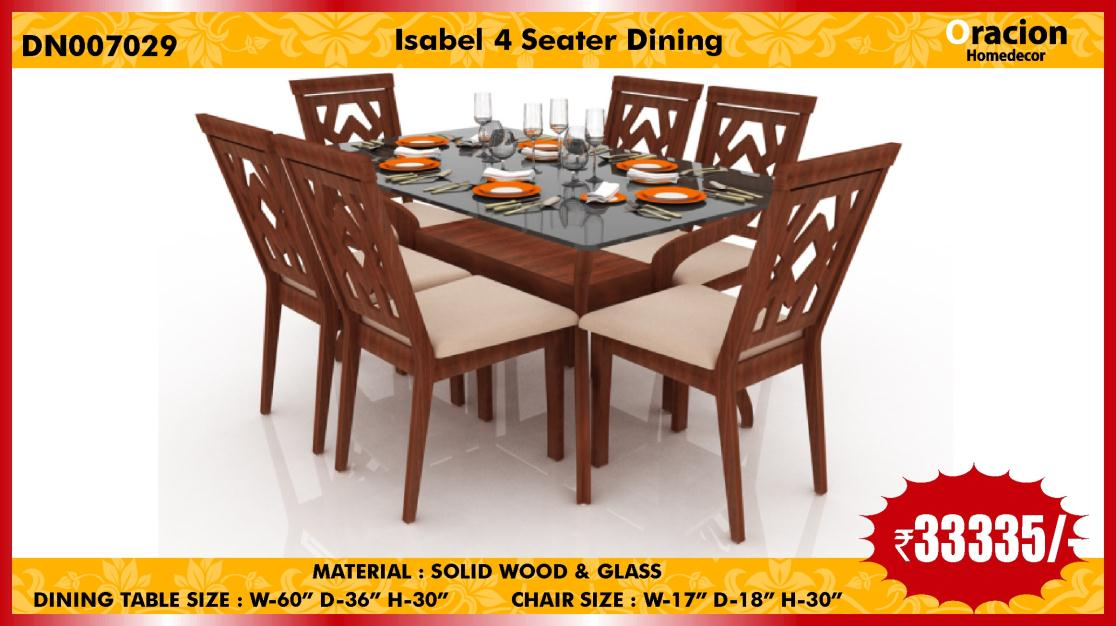 DN007029
Isabel 4 Seater Dining
Oracion
Homedecor
₹33335/-
MATERIAL : SOLID WOOD & GLASS
DINING TABLE SIZE : W-60” D-36” H-30”
CHAIR SIZE : W-17” D-18” H-30”